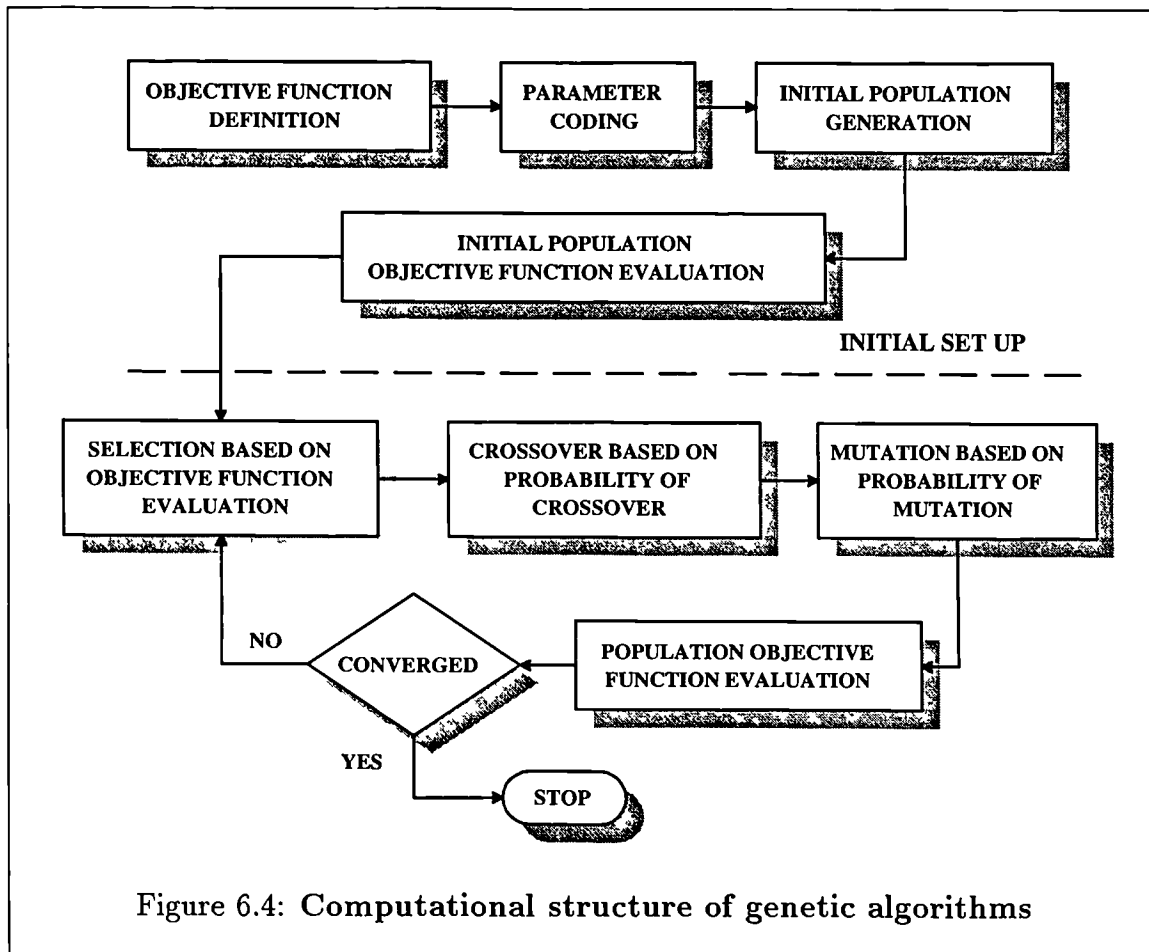 OBJECTIVE FUNCTION
DEFINITION
PARAMETER
CODING
INITIAL POPULATION
GENERATION
INITIAL POPULATION
OBJECTIVE FUNCTION EVALUATION
INITIAL SET UP
SELECTION BASED ON
OBJECTIVE FUNCTION
EVALUATION
CROSSOVER BASED ON
PROBABILITY OF
CROSSOVER
MUTATION BASED ON
PROBABILITY OF
MUTATION
NO
CONVERGED
POPULATION OBJECTIVE
FUNCTION EVALUATION
YES
STOP
Figure 6.4: Computational structure of genetic algorithms